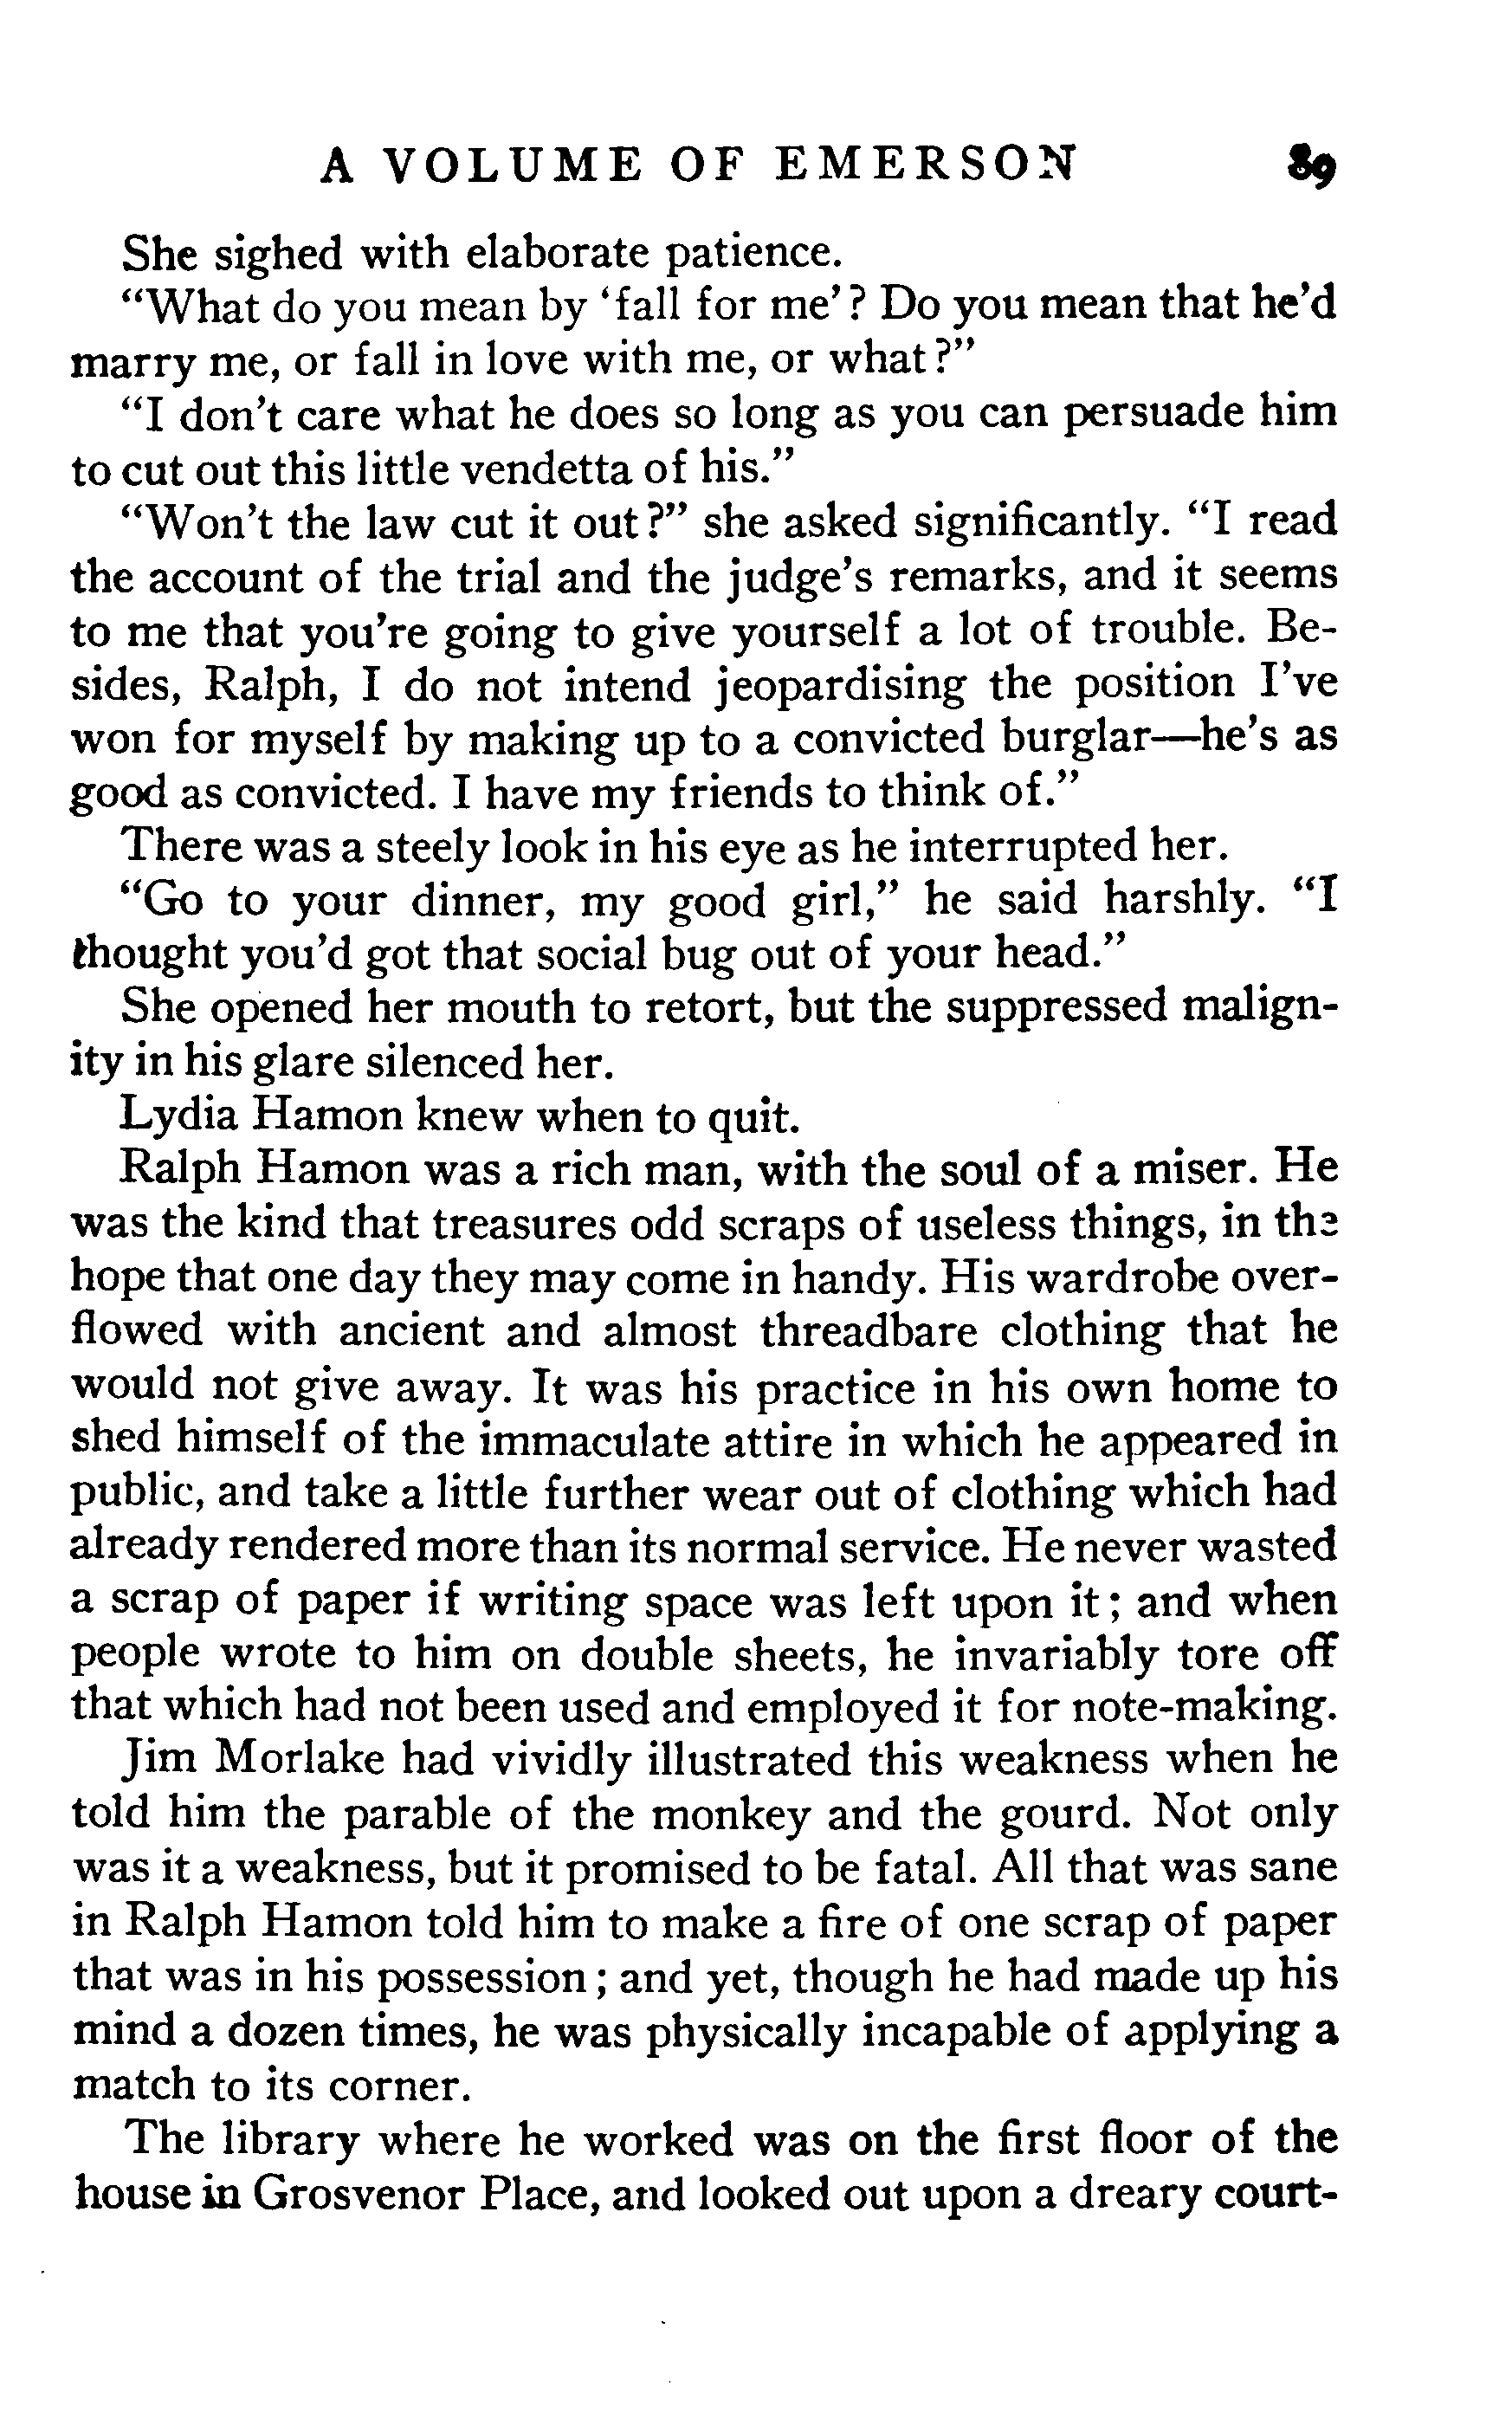 A VOLUME OF EMERSON 89
She sighed with elaborate patience.
“What do you mean by ‘fall for me’? Do you mean that he’d
marry me, or fall in love with me, or what?”
“I don’t care what he does so long as you can persuade him
to cut out this little vendetta of his.”
“Won’t the law cut it out?” she asked significantly. “I read
the account of the trial and the judge’s remarks, and it seems
to me that you’re going to give yourself a lot of trouble. Be-
sides, Ralph, I do not intend jeopardising the position I’ve
won for myself by making up to a convicted burglar—he’s as
good as convicted. I have my friends to think of.”
There was a steely look in his eye as he interrupted her.
“Go to your dinner, my good girl,” he said harshly. “I
thought you’d got that social bug out of your head.”
She opened her mouth to retort, but the suppressed malign-
ity in his glare silenced her.
Lydia Hamon knew when to quit.
Ralph Hamon was a rich man, with the soul of a miser. He
was the kind that treasures odd scraps of useless things, in the
hope that one day they may come in handy. His wardrobe over-
flowed with ancient and almost threadbare clothing that he
would not give away. It was his practice in his own home to
shed himself of the immaculate attire in which he appeared in
public, and take a little further wear out of clothing which had
already rendered more than its normal service. He never wasted
a scrap of paper if writing space was left upon it; and when
people wrote to him on double sheets, he invariably tore off
that which had not been used and employed it for note-making.
Jim Morlake had vividly illustrated this weakness when he
told him the parable of the monkey and the gourd. Not only
was it a weakness, but it promised to be fatal. All that was sane
in Ralph Hamon told him to make a fire of one scrap of paper
that was in his possession; and yet, though he had made up his
mind a dozen times, he was physically incapable of applying a
match to its corner.
The library where he worked was on the first floor of the
house in Grosvenor Place, and looked out upon a dreary court-